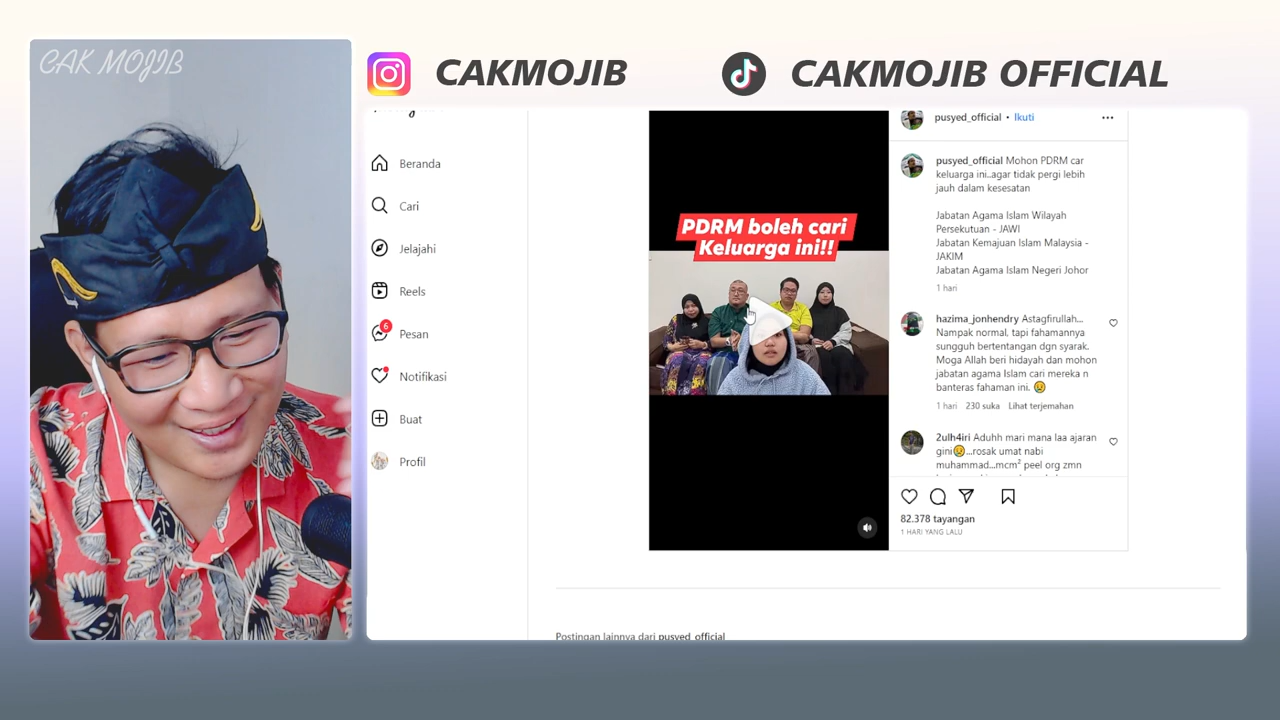 CAK MOJIB
CAKMOJIB
CAKMOJIB OFFICIAL
Beranda
Cari
Jelajahi
Reels
6
Pesan
Notifikasi
Buat
Profil
PDRM boleh cari
Keluarga ini!!
pusyed_official • Ikuti
pusyed_official Mohon PDRM car
keluarga ini..agar tidak pergi lebih
jauh dalam kesesatan
Jabatan Agama Islam Wilayah
Persekutuan - JAWI
Jabatan Kemajuan Islam Malaysia -
JAKIM
Jabatan Agama Islam Negeri Johor
1 hari
hazima_jonhendry Astagfirullah...
Nampak normal, tapi fahamannya
sungguh bertentangan dgn syarak.
Moga Allah beri hidayah dan mohon
jabatan agama Islam cari mereka n
banteras fahaman ini. 😥
1 hari 230 suka Lihat terjemahan
2ulh4iri Aduhh mari mana laa ajaran
gini😥...rosak umat nabi
muhammad...mcm² peel org zmn
82.378 tayangan
1 HARI YANG LALU
Postingan lainnya dari pusyed_official